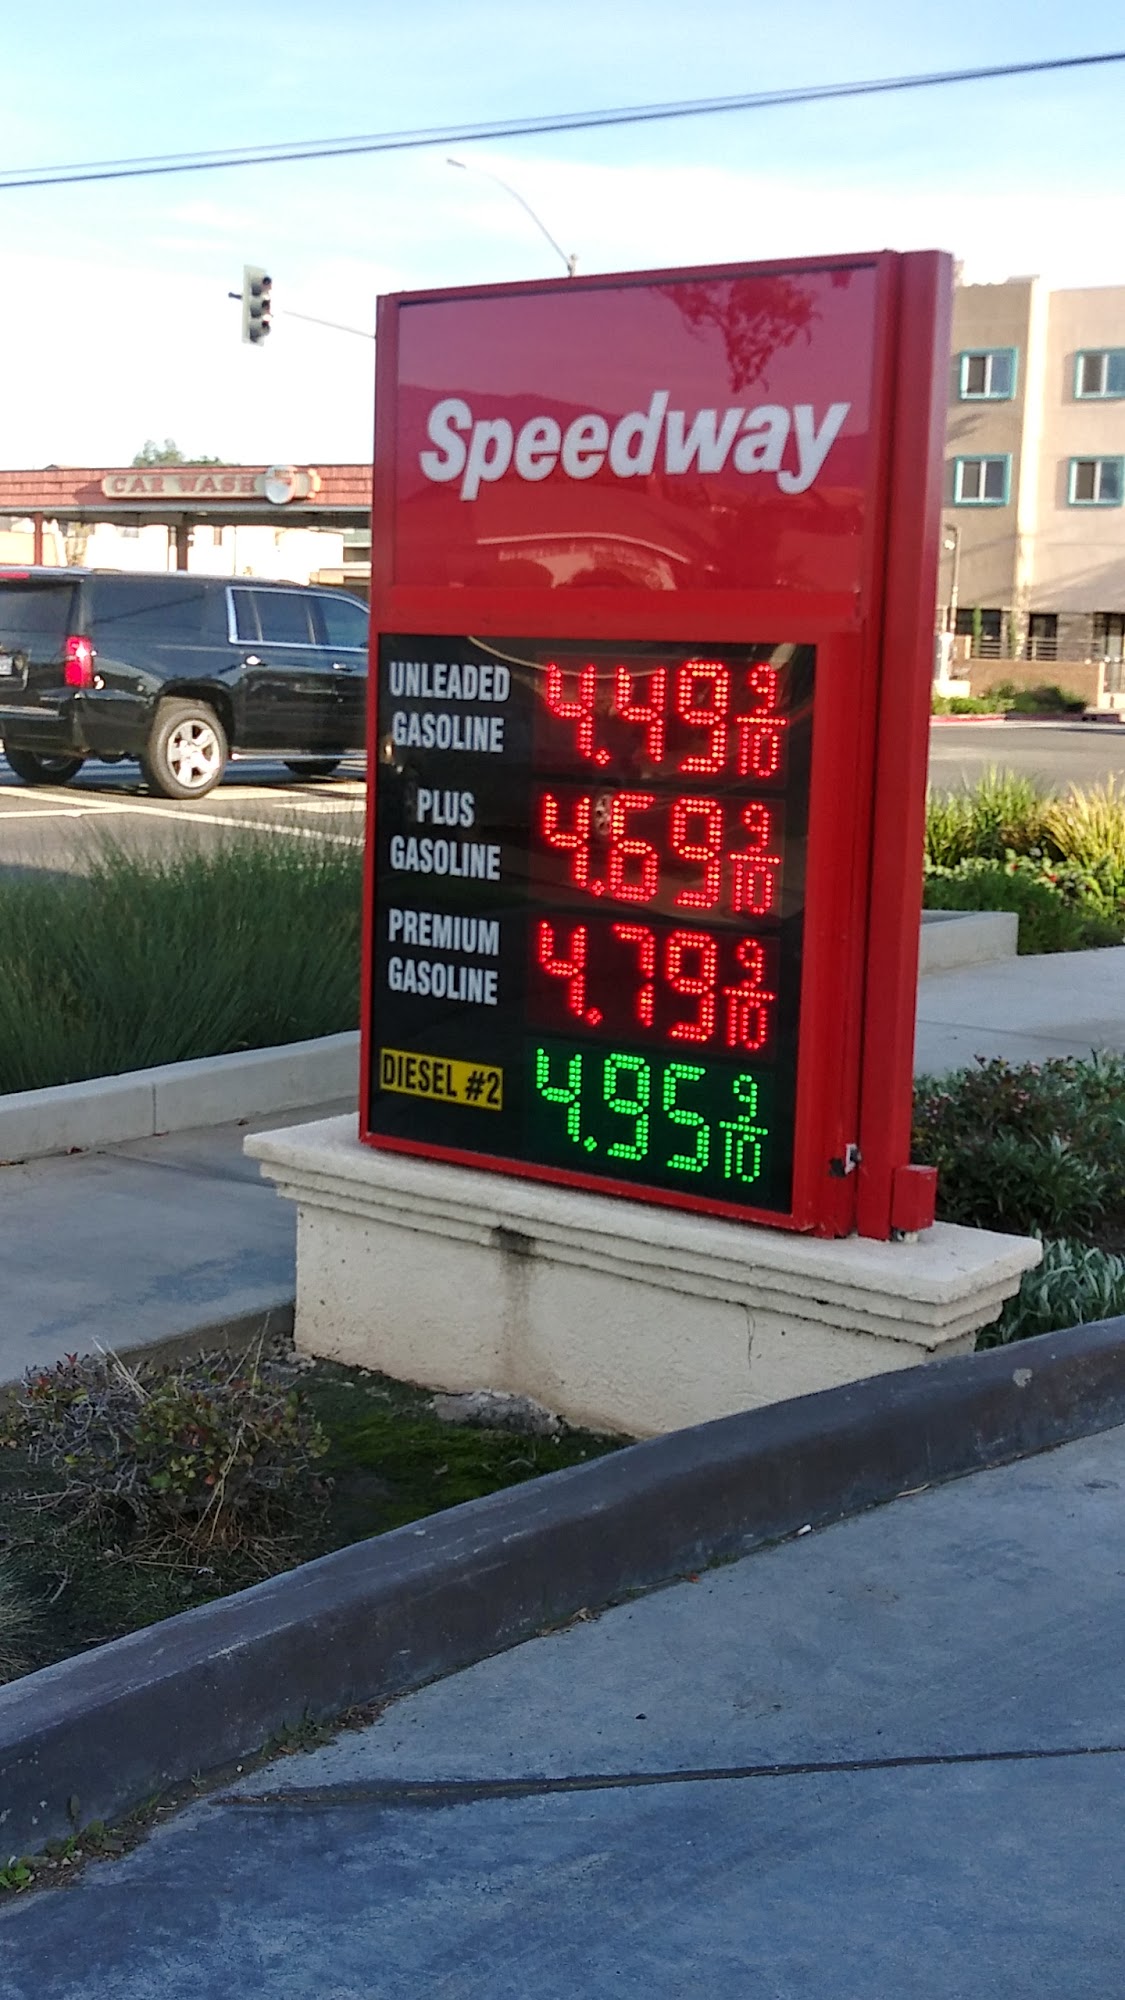 CAR WASH
Speedway
UNLEADED
GASOLINE
4.49 9/10
PLUS
GASOLINE
4.69 9/10
PREMIUM
GASOLINE
4.79 9/10
DIESEL #2
4.95 9/10